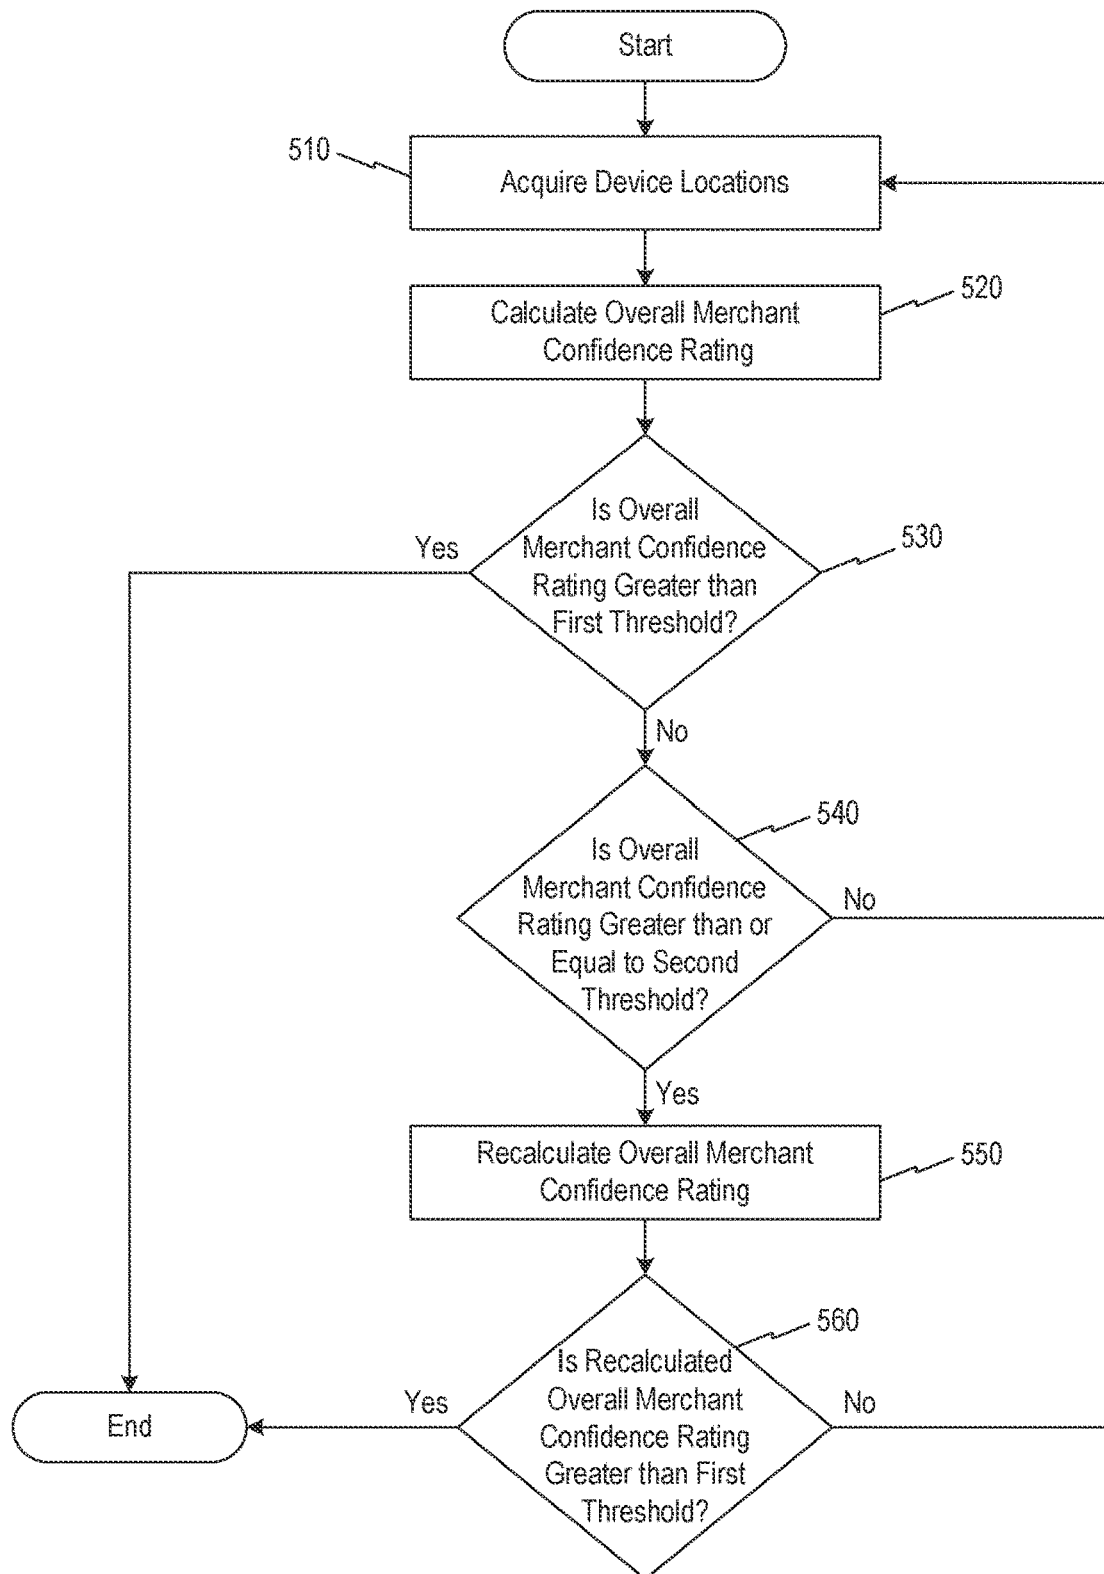 Start
510
Acquire Device Locations
520
Calculate Overall Merchant
Confidence Rating
530
Is Overall
Merchant Confidence
Rating Greater than
First Threshold?
Yes
No
540
Is Overall
Merchant Confidence
Rating Greater than or
Equal to Second
Threshold?
No
Yes
Recalculate Overall Merchant
Confidence Rating
550
560
Is Recalculated
Overall Merchant
Confidence Rating
Greater than First
Threshold?
Yes
No
End